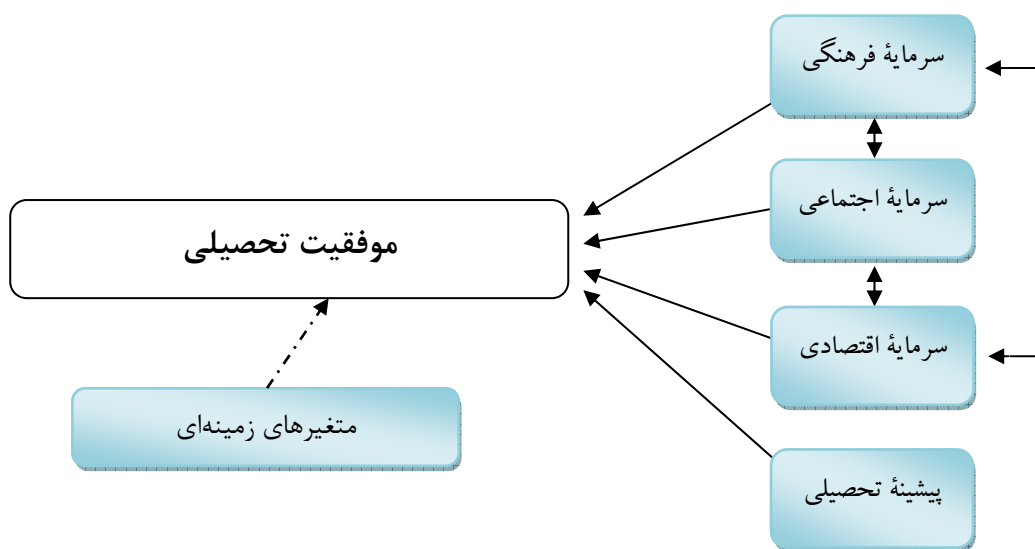 سرمایۀ فرهنگی
سرمایۀ اجتماعی
موفقیت تحصیلی
سرمایۀ اقتصادی
متغیرهای زمینه‌ای
پیشینۀ تحصیلی